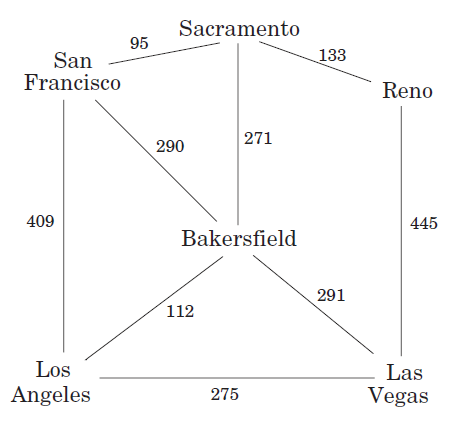 Sacramento
95
133
San
Francisco
Reno
290
271
409
445
Bakersfield
291
112
Los
Angeles
Las
Vegas
275